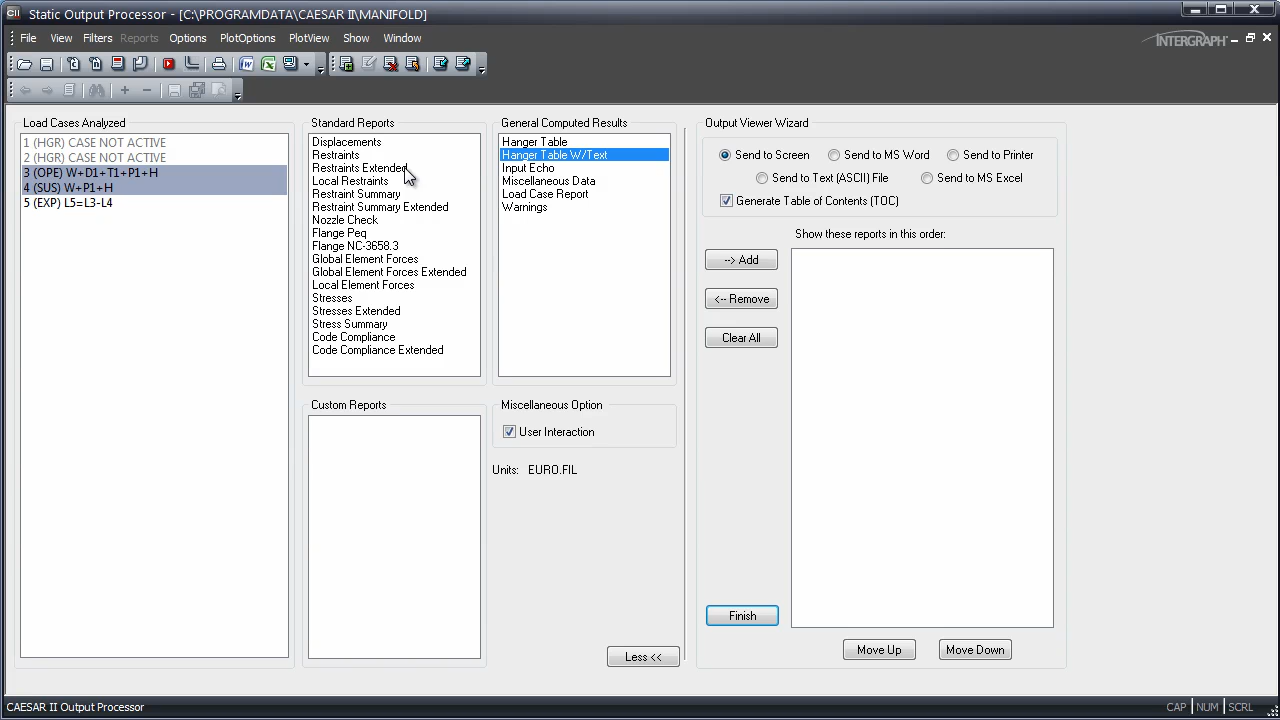 Static Output Processor - [C:\PROGRAMDATA\CAESAR II\MANIFOLD]
File View Filters Reports Options PlotOptions PlotView Show Window
INTERGRAPH
Load Cases Analyzed
1 (HGR) CASE NOT ACTIVE
2 (HGR) CASE NOT ACTIVE
3 (OPE) W+D1+T1+P1+H
4 (SUS) W+P1+H
5 (EXP) L5=L3-L4
Standard Reports
Displacements
Restraints
Restraints Extended
Local Restraints
Restraint Summary
Restraint Summary Extended
Nozzle Check
Flange Peq
Flange NC-3658.3
Global Element Forces
Global Element Forces Extended
Local Element Forces
Stresses
Stresses Extended
Stress Summary
Code Compliance
Code Compliance Extended
Custom Reports
General Computed Results
Hanger Table
Hanger Table W/Text
Input Echo
Miscellaneous Data
Load Case Report
Warnings
Miscellaneous Option
User Interaction
Units: EURO.FIL
Less <<
Output Viewer Wizard
Send to Screen Send to MS Word Send to Printer
Send to Text (ASCII) File Send to MS Excel
Generate Table of Contents (TOC)
Show these reports in this order:
--> Add
<-- Remove
Clear All
Finish
Move Up Move Down
CAESAR II Output Processor
CAP NUM SCRL